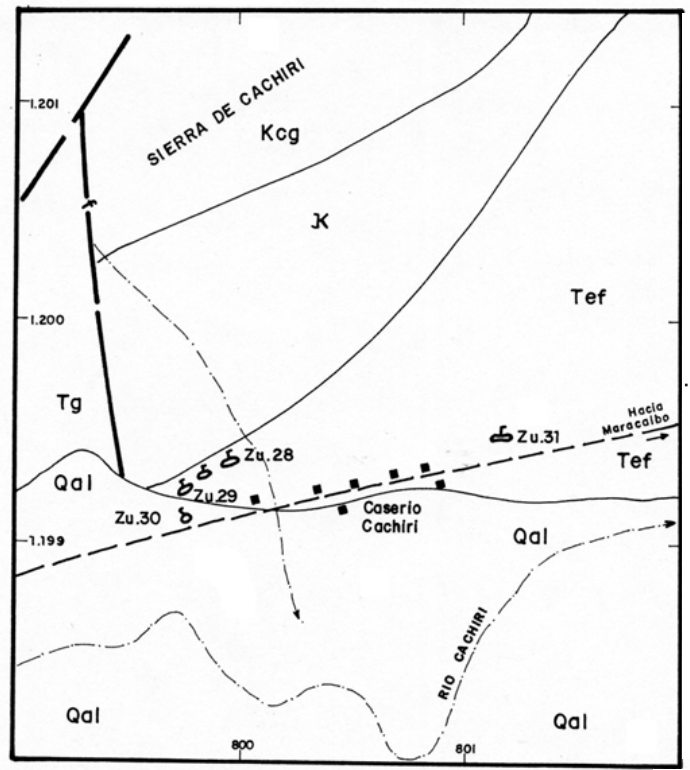 1.201
SIERRA DE CACHIRI
Kcg
JK
1.200
Tef
Tg
Hacia
Maracaibo
Zu.31
Tef
Zu.28
Qal
Zu.29
Zu.30
Caserio
Cachiri
1.199
Qal
RIO CACHIRI
Qal
Qal
800
801